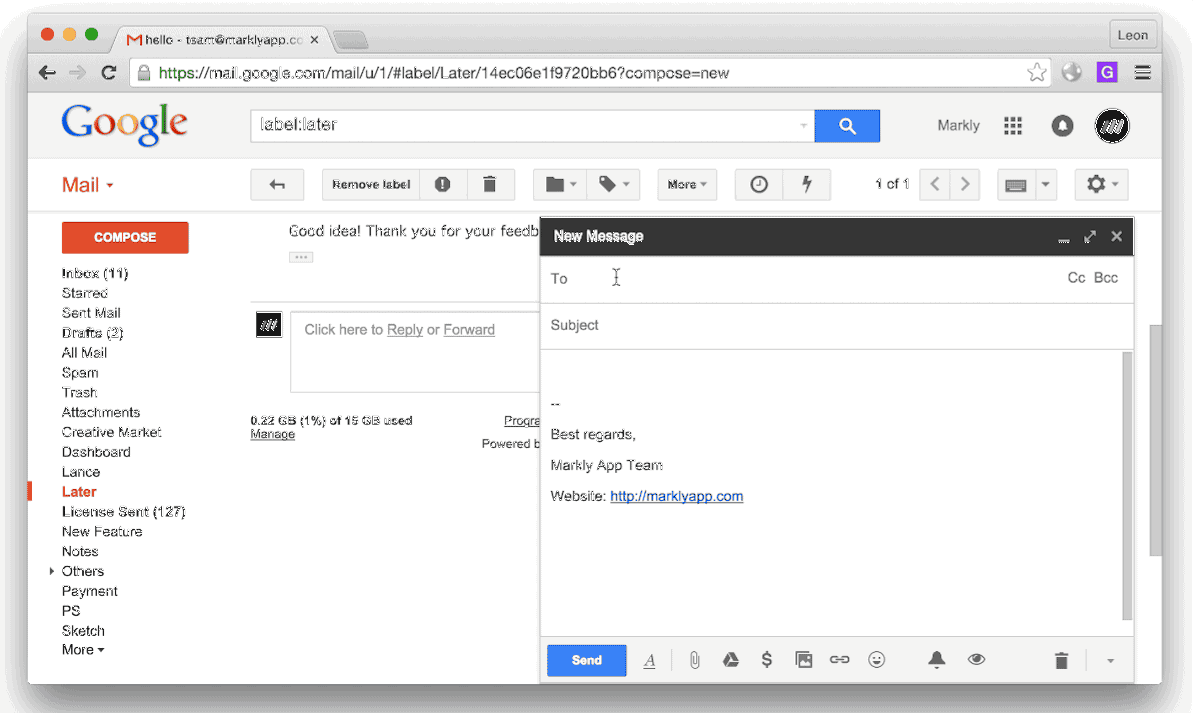 Leon
hello - team@marklyapp.co
https://mail.google.com/mail/u/1/#label/Later/14ec06e1f9720bb6?compose=new
G
Google
label:later
Markly
Mail
Remove label
More
1 of 1
COMPOSE
Inbox (11)
Starred
Sent Mail
Drafts (2)
All Mail
Spam
Trash
Attachments
Creative Market
Dashboard
Lance
Later
License Sent (127)
New Feature
Notes
Others
Payment
PS
Sketch
More
Good idea! Thank you for your feedb
Click here to Reply or Forward
0.22 GB (1%) of 15 GB used
Manage
Progra
Powered b
New Message
To
Cc Bcc
Subject
--
Best regards,
Markly App Team
Website: http://marklyapp.com
Send
A
$